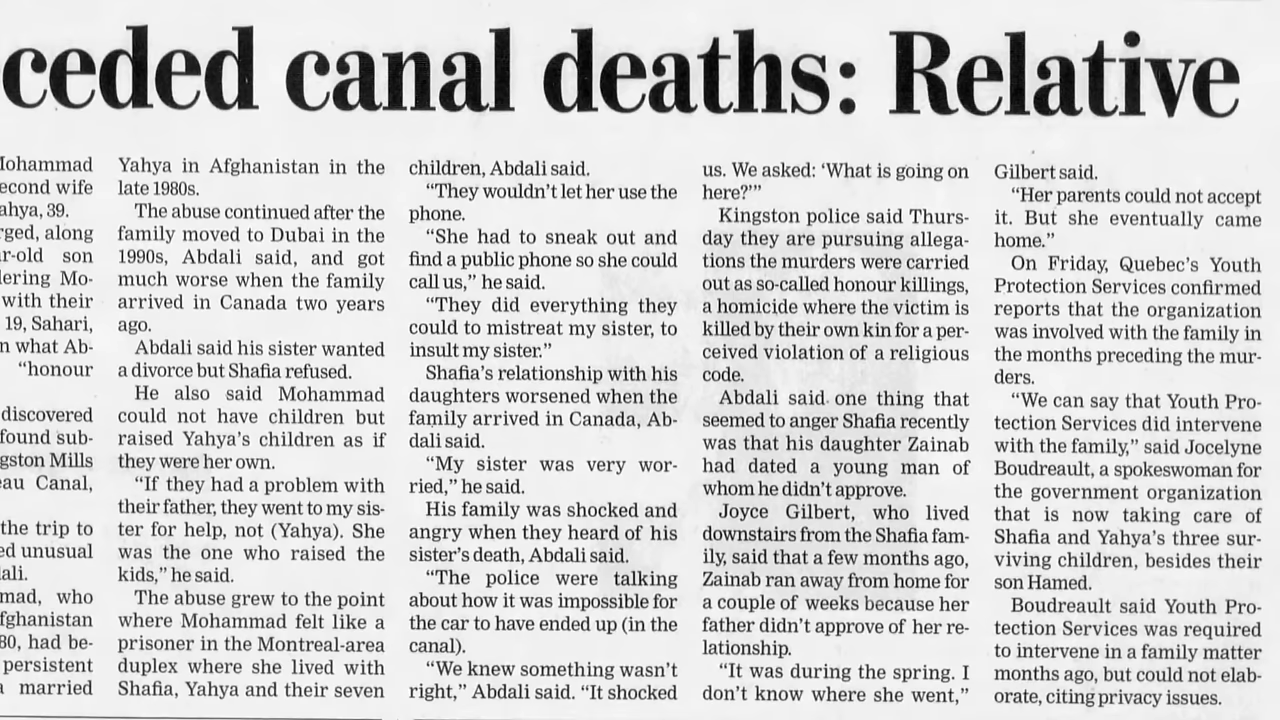 ceded canal deaths: Relative
Mohammad
econd wife
ahya, 39.
rged, along
r-old son
dering Mo-
with their
19, Sahari,
n what Ab-
"honour
discovered
found sub-
gston Mills
eau Canal,
the trip to
ed unusual
ali.
mad, who
fghanistan
80, had be-
persistent
a married
Yahya in Afghanistan in the
late 1980s.
The abuse continued after the
family moved to Dubai in the
1990s, Abdali said, and got
much worse when the family
arrived in Canada two years
ago.
Abdali said his sister wanted
a divorce but Shafia refused.
He also said Mohammad
could not have children but
raised Yahya's children as if
they were her own.
"If they had a problem with
their father, they went to my sis-
ter for help, not (Yahya). She
was the one who raised the
kids," he said.
The abuse grew to the point
where Mohammad felt like a
prisoner in the Montreal-area
duplex where she lived with
Shafia, Yahya and their seven
children, Abdali said.
"They wouldn't let her use the
phone.
"She had to sneak out and
find a public phone so she could
call us," he said.
"They did everything they
could to mistreat my sister, to
insult my sister."
Shafia's relationship with his
daughters worsened when the
family arrived in Canada, Ab-
dali said.
"My sister was very wor-
ried," he said.
His family was shocked and
angry when they heard of his
sister's death, Abdali said.
"The police were talking
about how it was impossible for
the car to have ended up (in the
canal).
"We knew something wasn't
right," Abdali said. "It shocked
us. We asked: 'What is going on
here?'"
Kingston police said Thurs-
day they are pursuing allega-
tions the murders were carried
out as so-called honour killings,
a homicide where the victim is
killed by their own kin for a per-
ceived violation of a religious
code.
Abdali said one thing that
seemed to anger Shafia recently
was that his daughter Zainab
had dated a young man of
whom he didn't approve.
Joyce Gilbert, who lived
downstairs from the Shafia fam-
ily, said that a few months ago,
Zainab ran away from home for
a couple of weeks because her
father didn't approve of her re-
lationship.
"It was during the spring. I
don't know where she went,"
Gilbert said.
"Her parents could not accept
it. But she eventually came
home."
On Friday, Quebec's Youth
Protection Services confirmed
reports that the organization
was involved with the family in
the months preceding the mur-
ders.
"We can say that Youth Pro-
tection Services did intervene
with the family," said Jocelyne
Boudreault, a spokeswoman for
the government organization
that is now taking care of
Shafia and Yahya's three sur-
viving children, besides their
son Hamed.
Boudreault said Youth Pro-
tection Services was required
to intervene in a family matter
months ago, but could not elab-
orate, citing privacy issues.